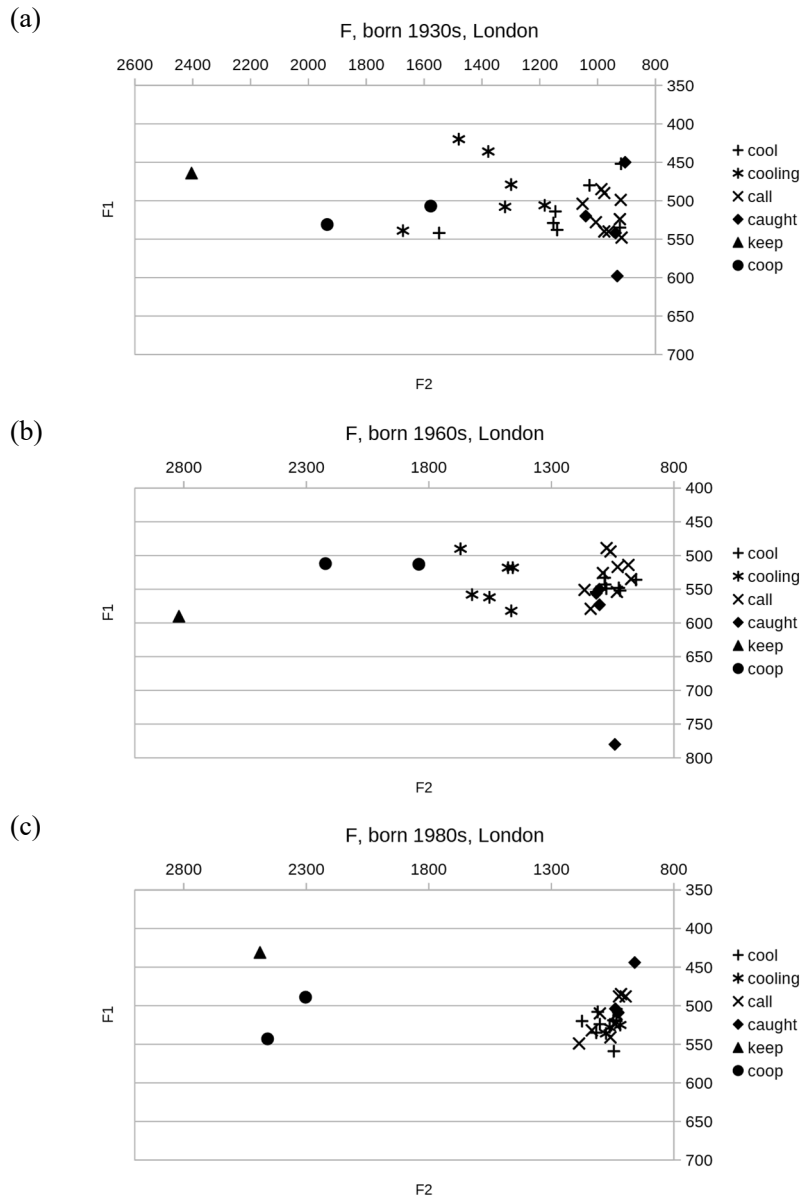 (a)
F, born 1930s, London
2600 2400 2200 2000 1800 1600 1400 1200 1000 800
350
400
450
500
550
600
650
700
F1
F2
cool
cooling
call
caught
keep
coop
(b)
F, born 1960s, London
2800 2300 1800 1300 800
400
450
500
550
600
650
700
750
800
F1
F2
cool
cooling
call
caught
keep
coop
(c)
F, born 1980s, London
2800 2300 1800 1300 800
350
400
450
500
550
600
650
700
F1
F2
cool
cooling
call
caught
keep
coop